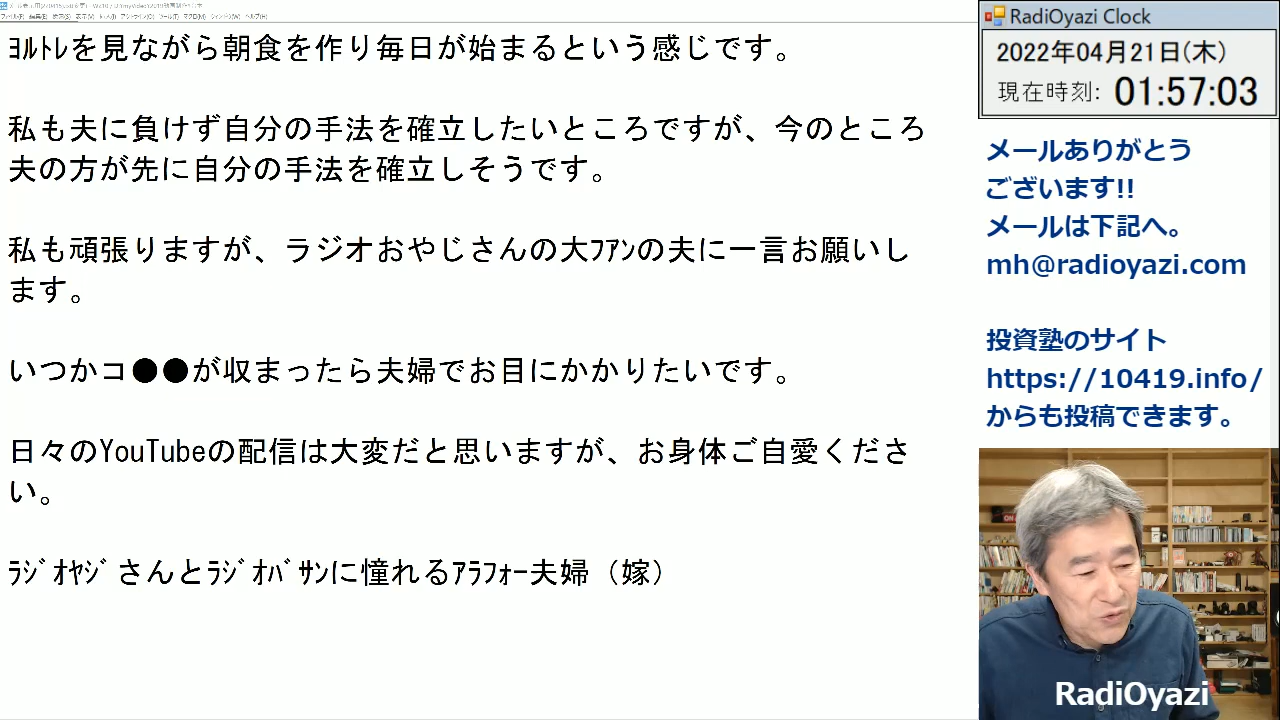 ﾖﾙﾄﾚを見ながら朝食を作り毎日が始まるという感じです。
私も夫に負けず自分の手法を確立したいところですが、今のところ
夫の方が先に自分の手法を確立しそうです。
私も頑張りますが、ラジオおやじさんの大ﾌｱﾝの夫に一言お願いし
ます。
いつかコ●●が収まったら夫婦でお目にかかりたいです。
日々のYouTubeの配信は大変だと思いますが、お身体ご自愛くださ
い。
ﾗｼﾞｵﾔｼﾞさんとﾗｼﾞｵﾊﾞｻﾝに憧れるｱﾗﾌｫｰ夫婦（嫁）
RadiOyazi Clock
2022年04月21日(木)
現在時刻: 01:57:03
メールありがとう
ございます!!
メールは下記へ。
mh@radioyazi.com
投資塾のサイト
https://10419.info/
からも投稿できます。
RadiOyazi